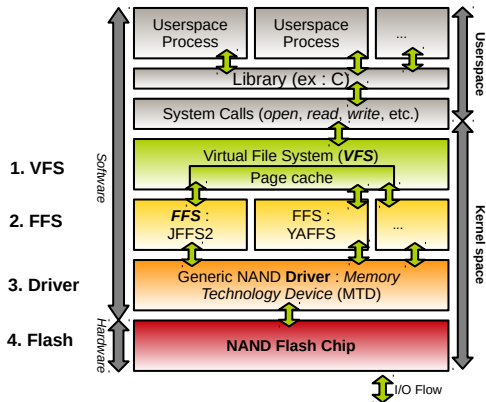 Userspace
Process
Userspace
Process
...
Library (ex : C)
System Calls (open, read, write, etc.)
Userspace
1. VFS
Virtual File System (VFS)
Page cache
Software
2. FFS
FFS :
JFFS2
FFS :
YAFFS
...
Kernel space
3. Driver
Generic NAND Driver : Memory
Technology Device (MTD)
4. Flash
Hardware
NAND Flash Chip
I/O Flow